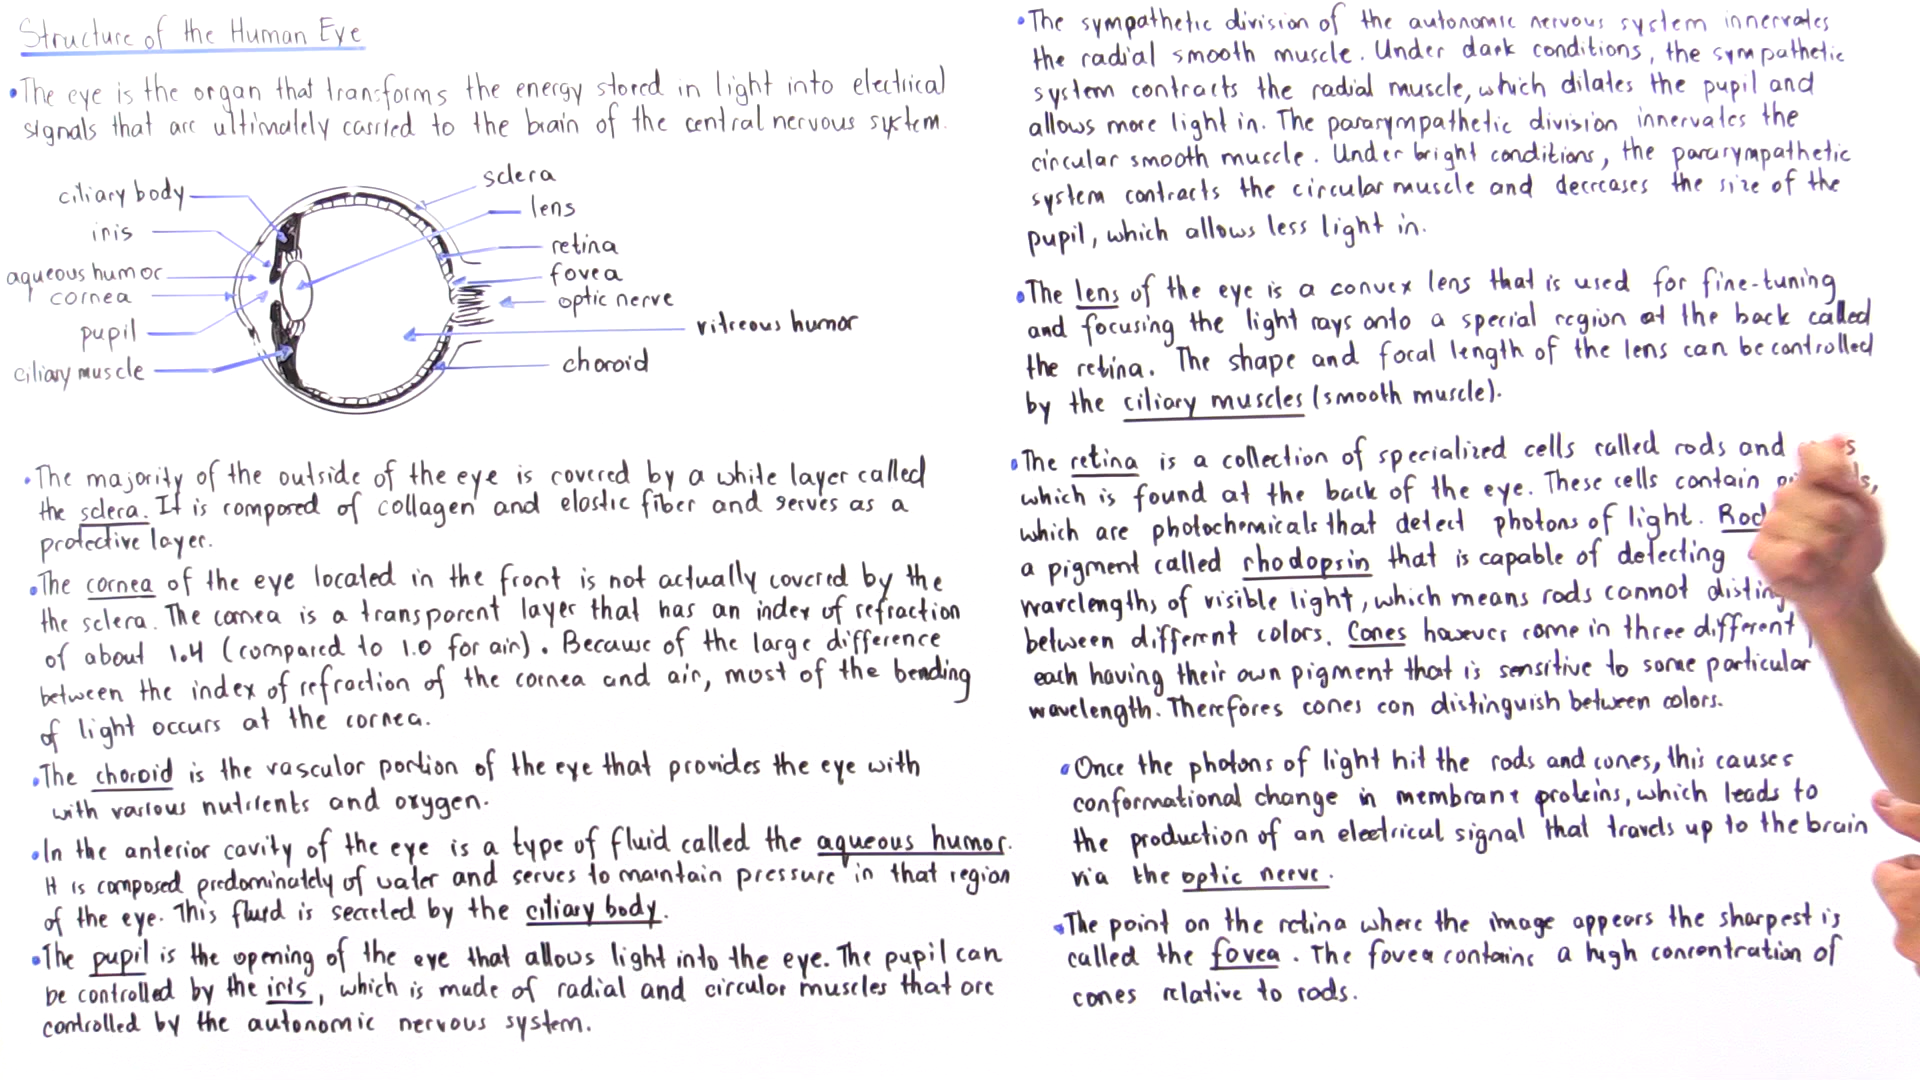 Structure of the Human Eye
•The eye is the organ that transforms the energy stored in light into electrical
signals that are ultimately carried to the brain of the central nervous system.
ciliary body
iris
aqueous humor
cornea
pupil
ciliary muscle
sclera
lens
retina
fovea
optic nerve
vitreous humor
choroid
•The majority of the outside of the eye is covered by a white layer called
the sclera. It is composed of collagen and elastic fiber and serves as a
protective layer.
•The cornea of the eye located in the front is not actually covered by the
the sclera. The cornea is a transparent layer that has an index of refraction
of about 1.4 (compared to 1.0 for air). Because of the large difference
between the index of refraction of the cornea and air, most of the bending
of light occurs at the cornea.
•The choroid is the vascular portion of the eye that provides the eye with
with various nutrients and oxygen.
•In the anterior cavity of the eye is a type of fluid called the aqueous humor.
It is composed predominately of water and serves to maintain pressure in that region
of the eye. This fluid is secreted by the ciliary body.
•The pupil is the opening of the eye that allows light into the eye. The pupil can
be controlled by the iris, which is made of radial and circular muscles that are
controlled by the autonomic nervous system.
•The sympathetic division of the autonomic nervous system innervates
the radial smooth muscle. Under dark conditions, the sympathetic
system contracts the radial muscle, which dilates the pupil and
allows more light in. The parasympathetic division innervates the
circular smooth muscle. Under bright conditions, the parasympathetic
system contracts the circular muscle and decreases the size of the
pupil, which allows less light in.
•The lens of the eye is a convex lens that is used for fine-tuning
and focusing the light rays onto a special region at the back called
the retina. The shape and focal length of the lens can be controlled
by the ciliary muscles (smooth muscle).
•The retina is a collection of specialized cells called rods and
which is found at the back of the eye. These cells contain
which are photochemicals that detect photons of light.
a pigment called rhodopsin that is capable of detecting
wavelengths of visible light, which means rods cannot
between different colors. Cones however come in three different
each having their own pigment that is sensitive to some particular
wavelength. Therefores cones can distinguish between colors.
•Once the photons of light hit the rods and cones, this causes
conformational change in membrane proteins, which leads to
the production of an electrical signal that travels up to the brain
via the optic nerve.
•The point on the retina where the image appears the sharpest is
called the fovea. The fovea contains a high concentration of
cones relative to rods.